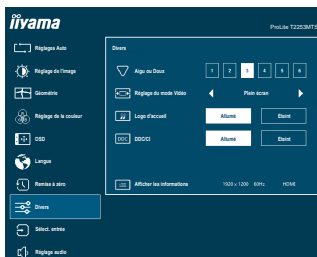 iiyama
ProLite T2253MTS
Réglages Auto
Réglage de l'image
Géométrie
Réglage de la couleur
OSD
Langue
Remise à zéro
Divers
Sélect. entrée
Réglage audio
Divers
Aigu ou Doux 1 2 3 4 5 6
Réglage du mode Vidéo Plein écran
Logo d'accueil Allumé Eteint
DDC DDC/CI Allumé Eteint
Afficher les informations 1920 x 1200 60Hz HDMI